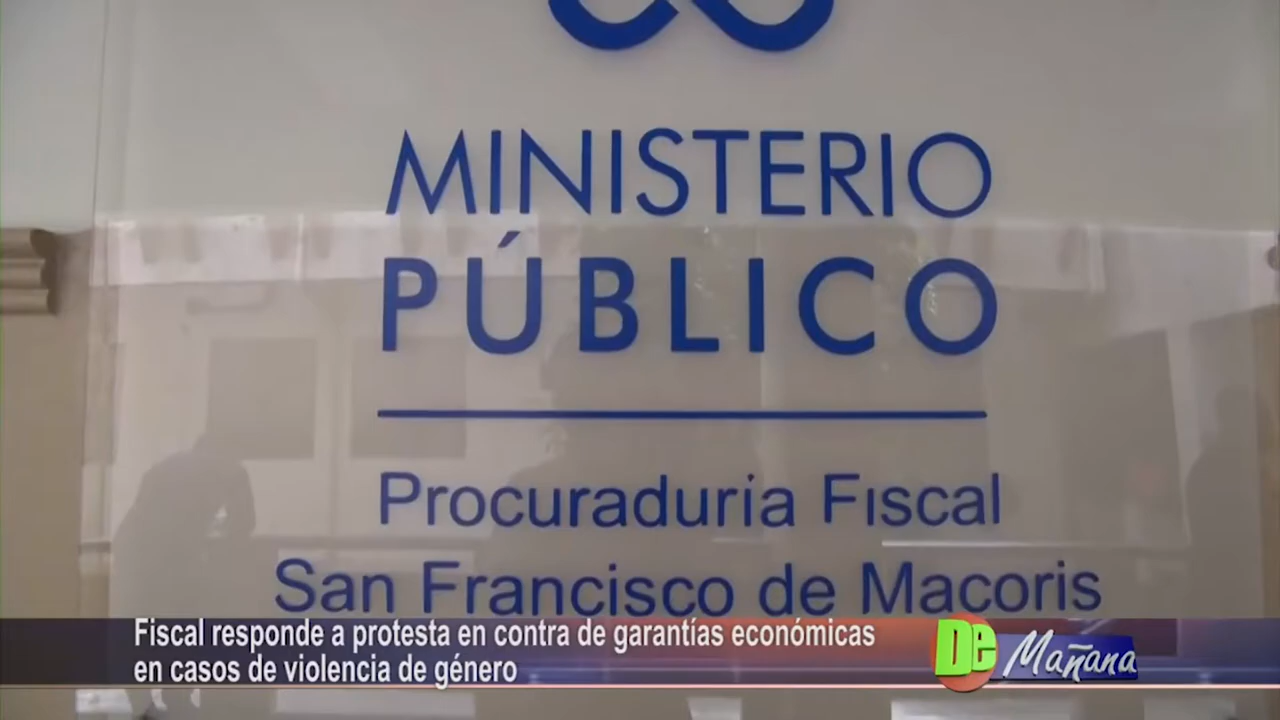 MINISTERIO
PÚBLICO
Procuraduria Fiscal
San Francisco de Macoris
Fiscal responde a protesta en contra de garantías económicas
en casos de violencia de género
De Mañana